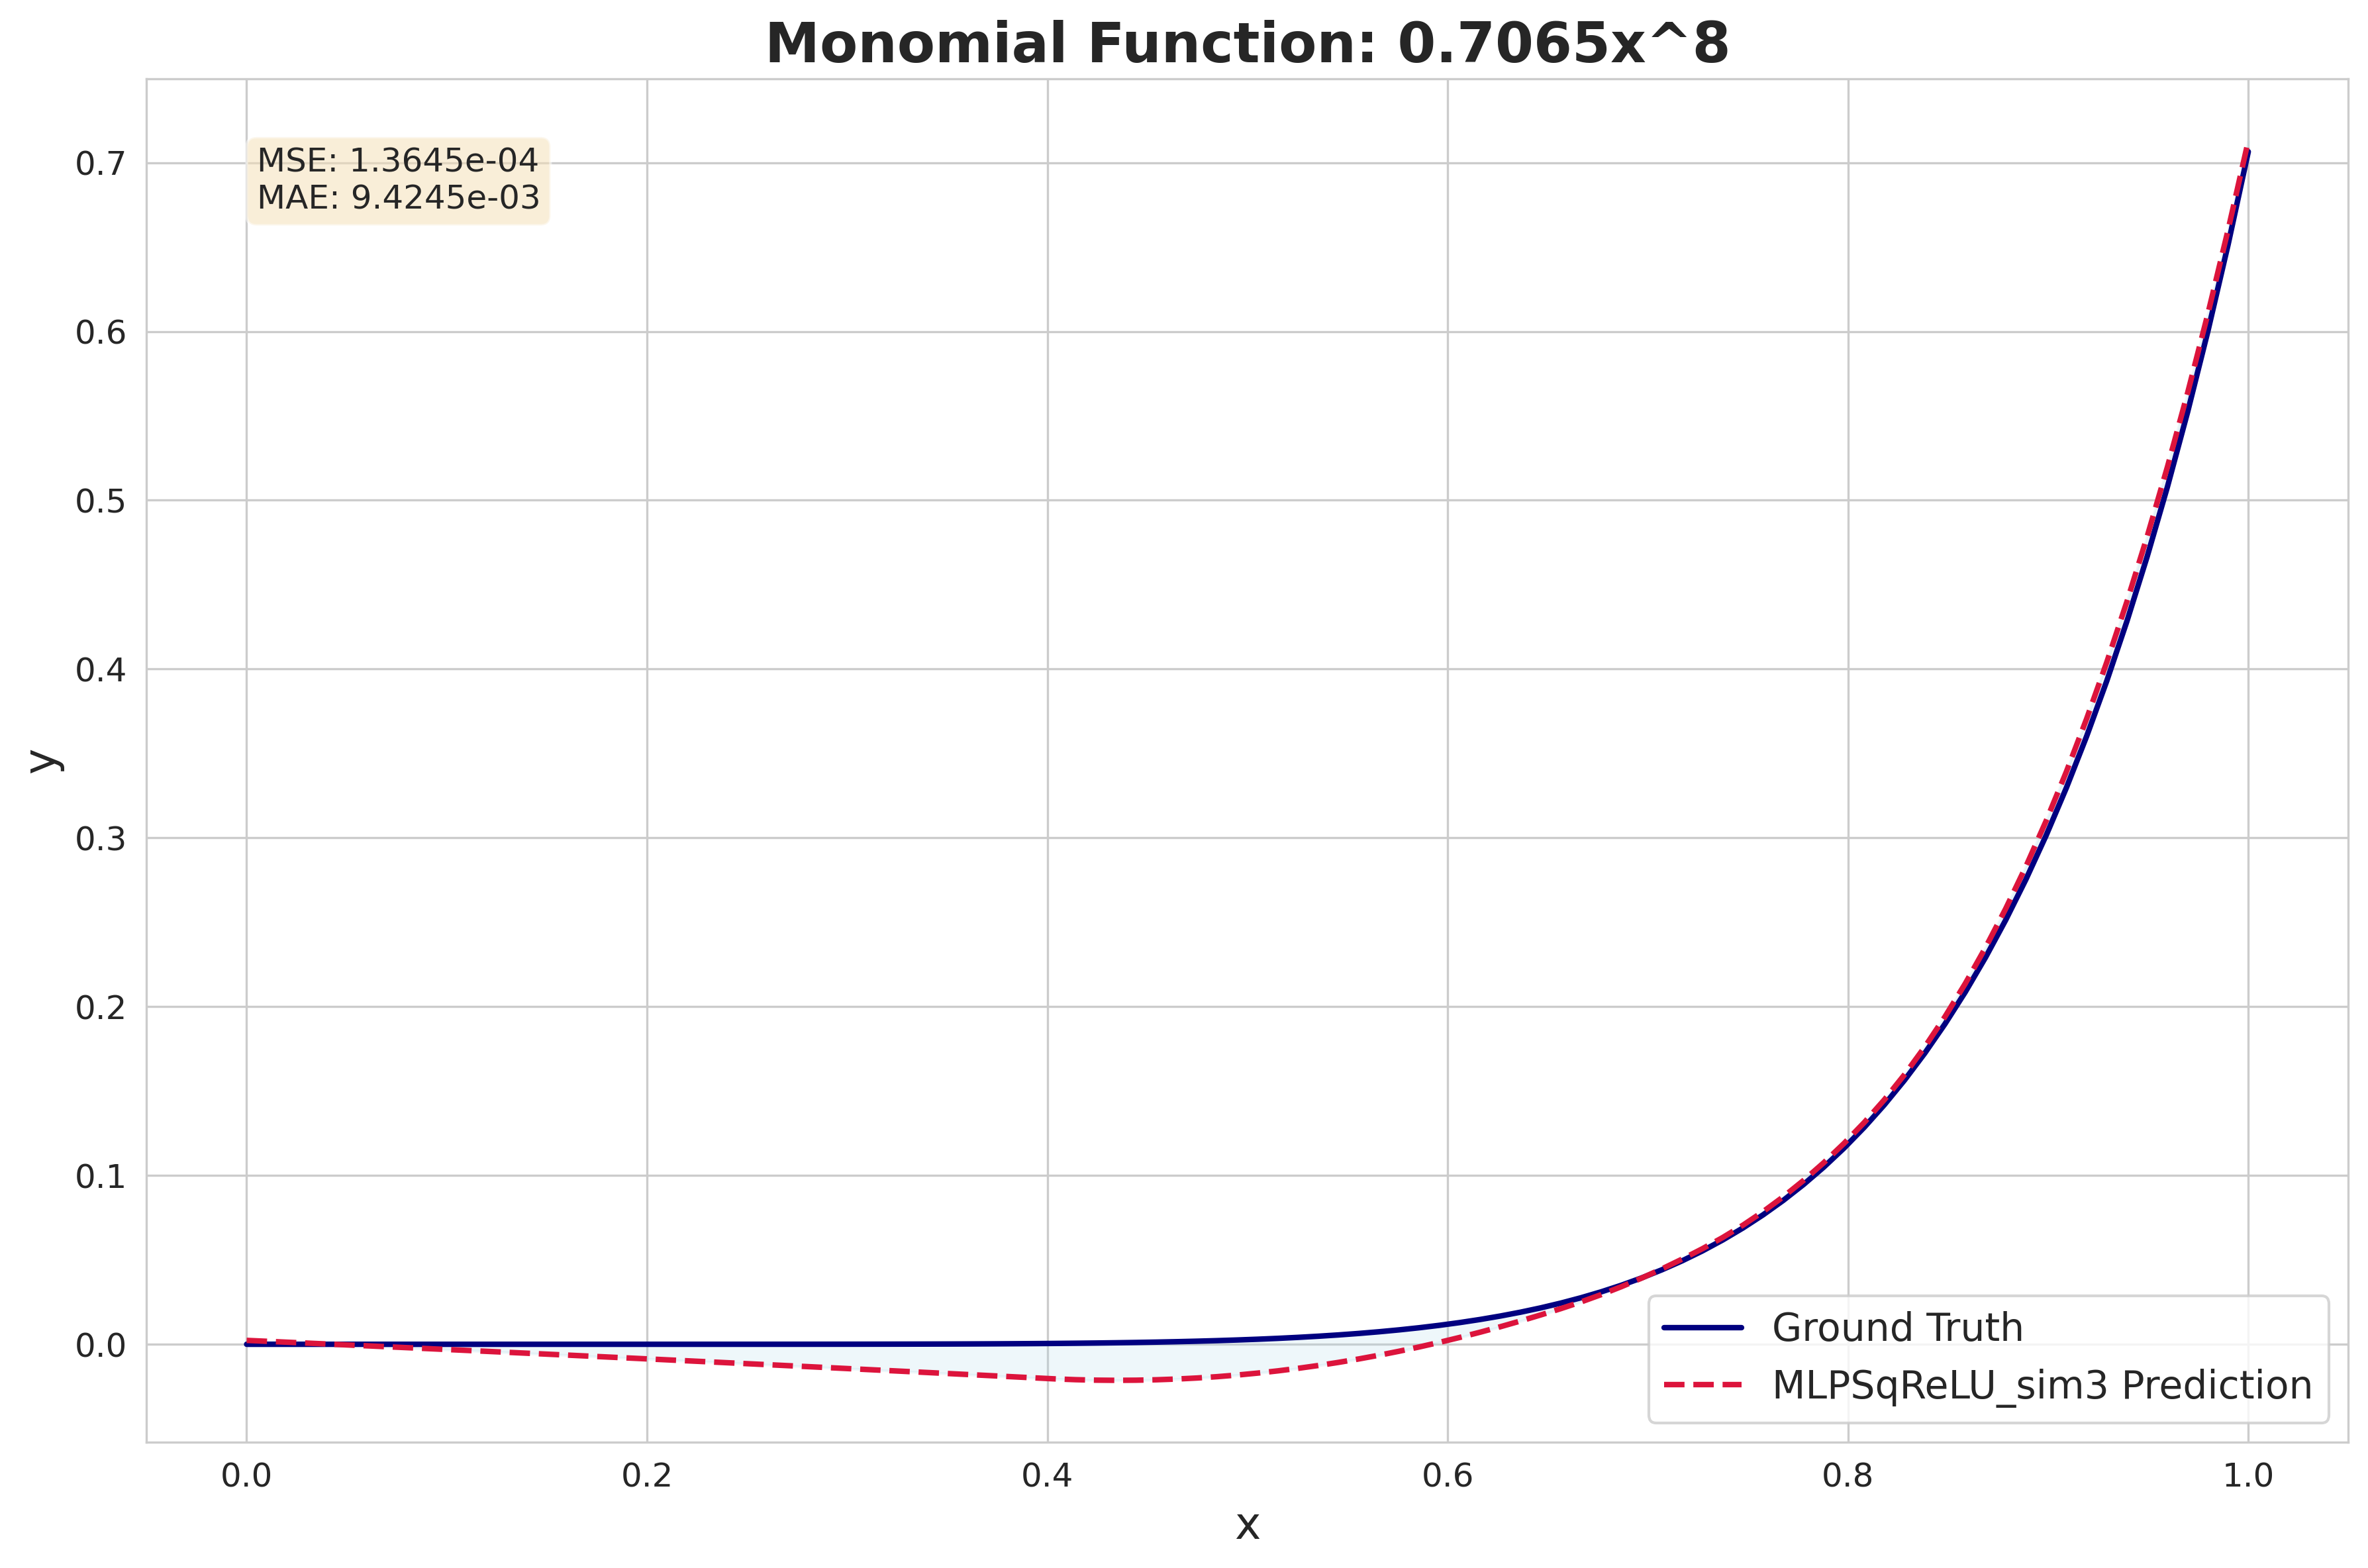 Monomial Function: 0.7065x^8
MSE: 1.3645e-04
MAE: 9.4245e-03
0.7
0.6
0.5
0.4
0.3
0.2
0.1
0.0
y
Ground Truth
MLPSqReLU_sim3 Prediction
0.0 0.2 0.4 0.6 0.8 1.0
x